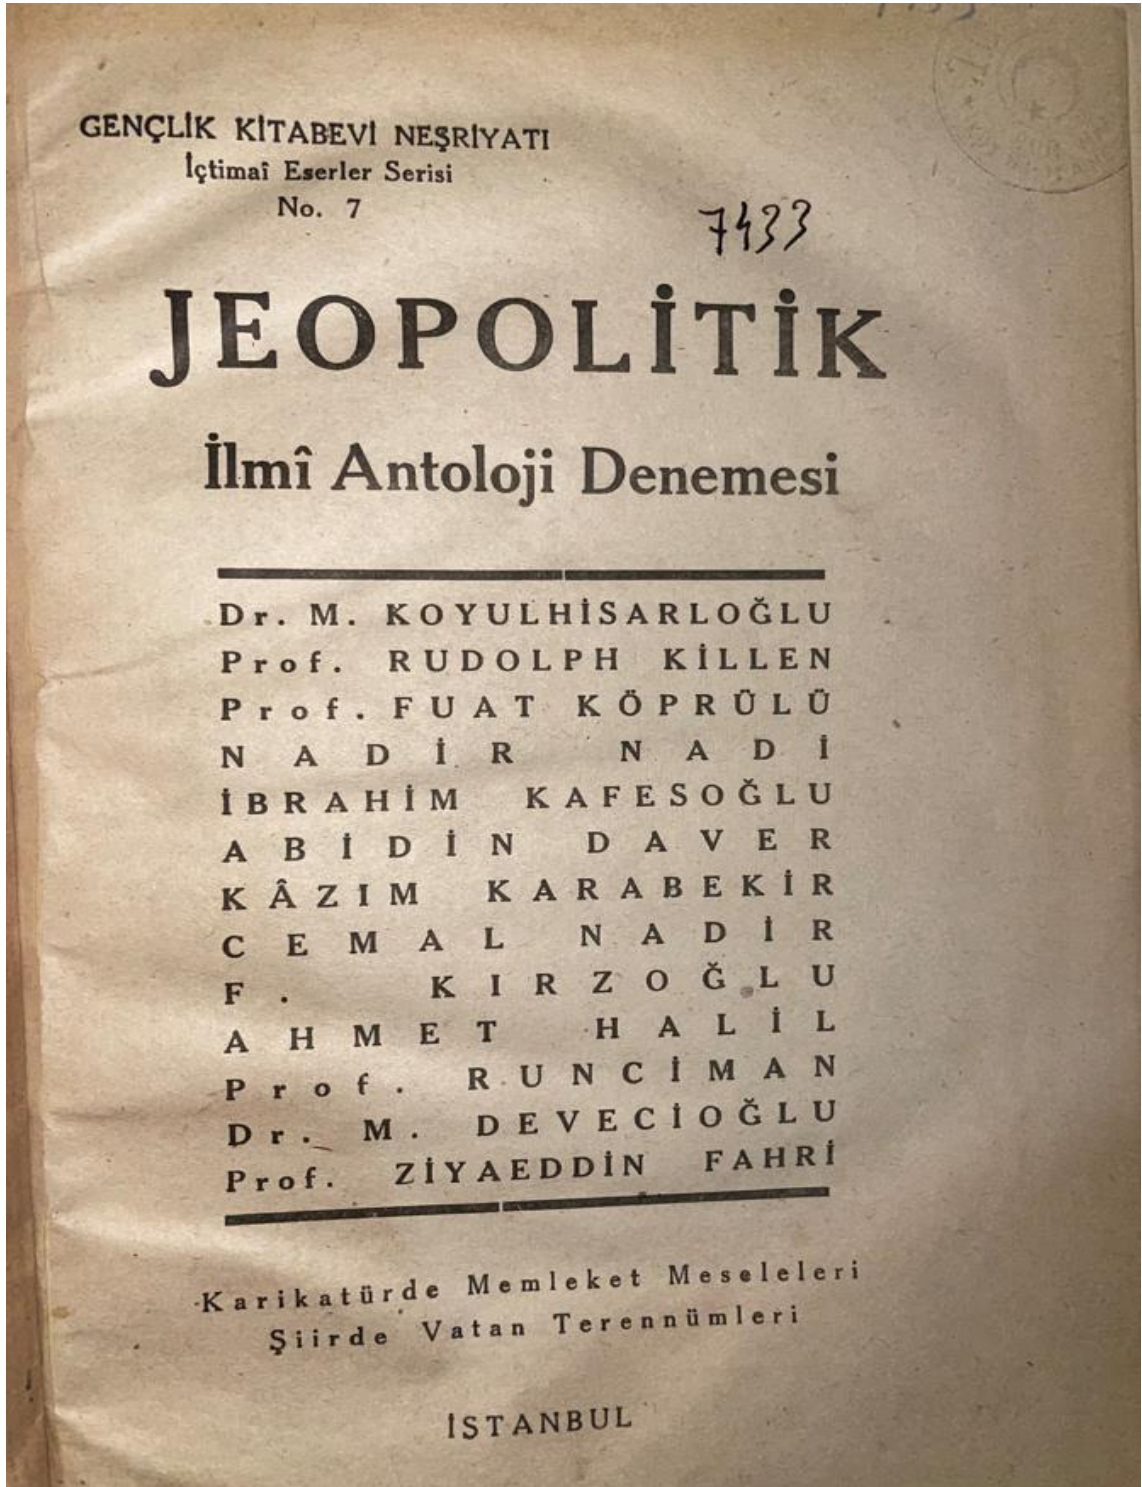 GENÇLİK KİTABEVİ NEŞRİYATI
İçtimaî Eserler Serisi
No. 7
7433
JEOPOLİTİK
İlmî Antoloji Denemesi
Dr. M. KOYULHİSARLOĞLU
Prof. RUDOLPH KİLLEN
Prof. FUAT KÖPRÜLÜ
NADİR NADİ
İBRAHİM KAFESOĞLU
ABİDİN DAVER
KÂZIM KARABEKİR
CEMAL NADİR
F. KIRZOĞLU
AHMET HALİL
Prof. RUNCİMAN
Dr. M. DEVECİOĞLU
Prof. ZİYAEDDİN FAHRİ
Karikatürde Memleket Meseleleri
Şiirde Vatan Terennümleri
İSTANBUL